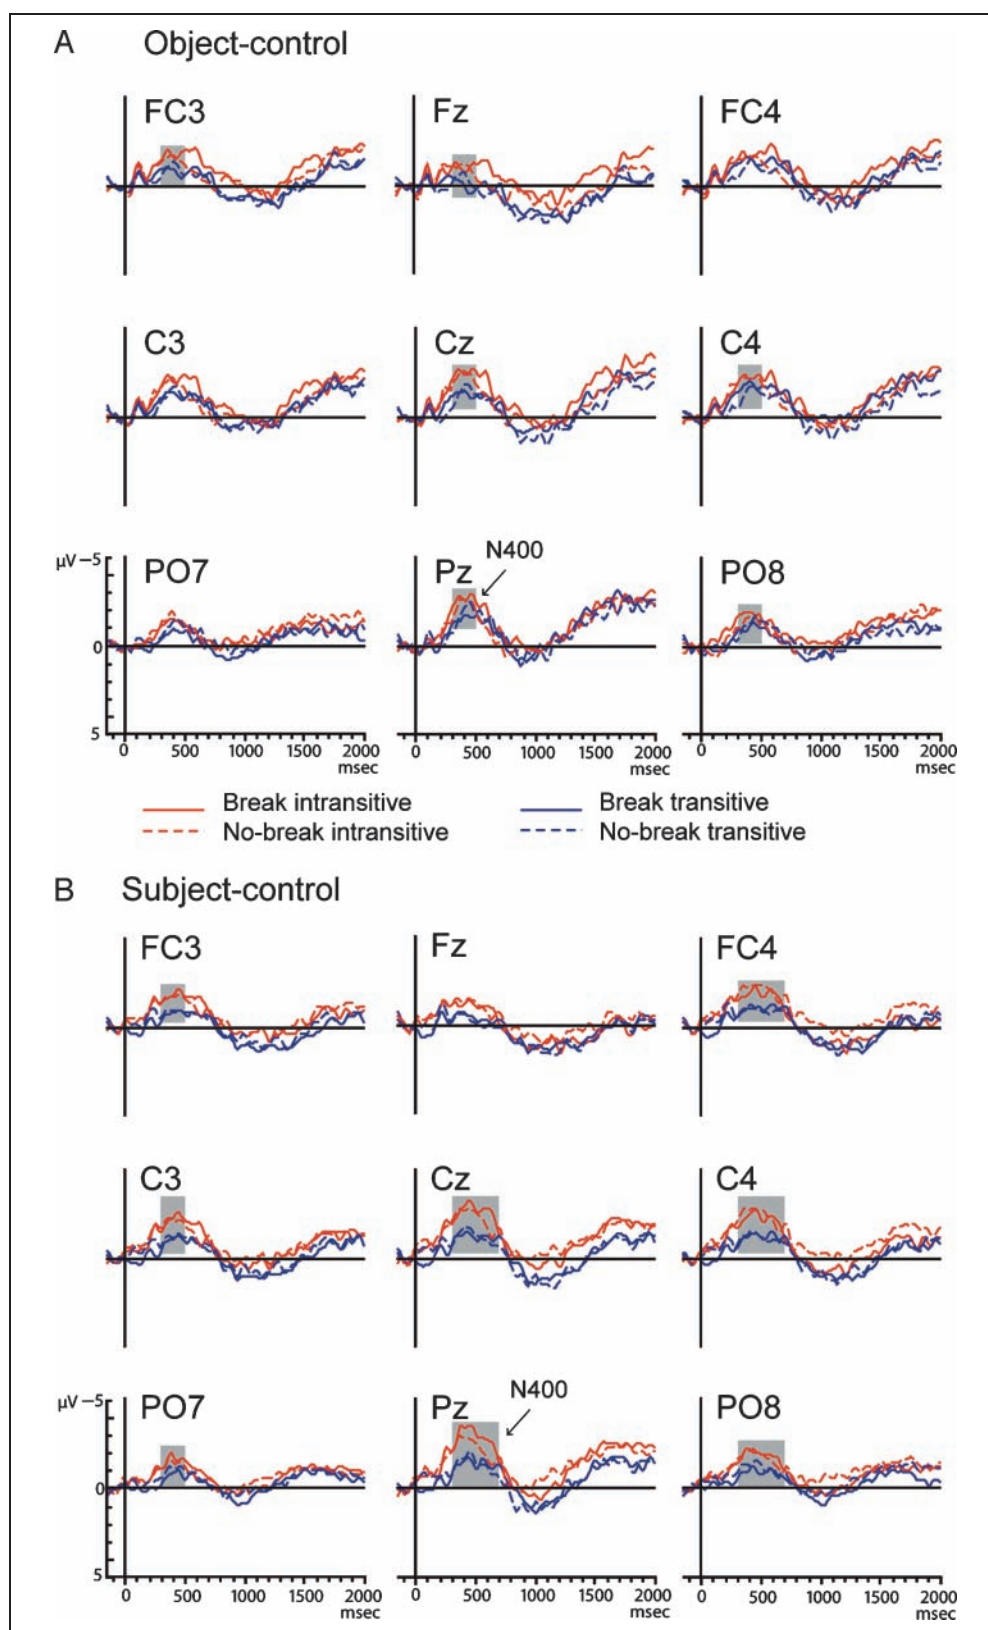 A Object-control
FC3 Fz FC4
C3 Cz C4
N400
µV −5 PO7 Pz PO8
0
5
0 500 1000 1500 2000 0 500 1000 1500 2000 0 500 1000 1500 2000
msec msec msec
Break intransitive Break transitive
No-break intransitive No-break transitive
B Subject-control
FC3 Fz FC4
C3 Cz C4
N400
µV −5 PO7 Pz PO8
0
5
0 500 1000 1500 2000 0 500 1000 1500 2000 0 500 1000 1500 2000
msec msec msec